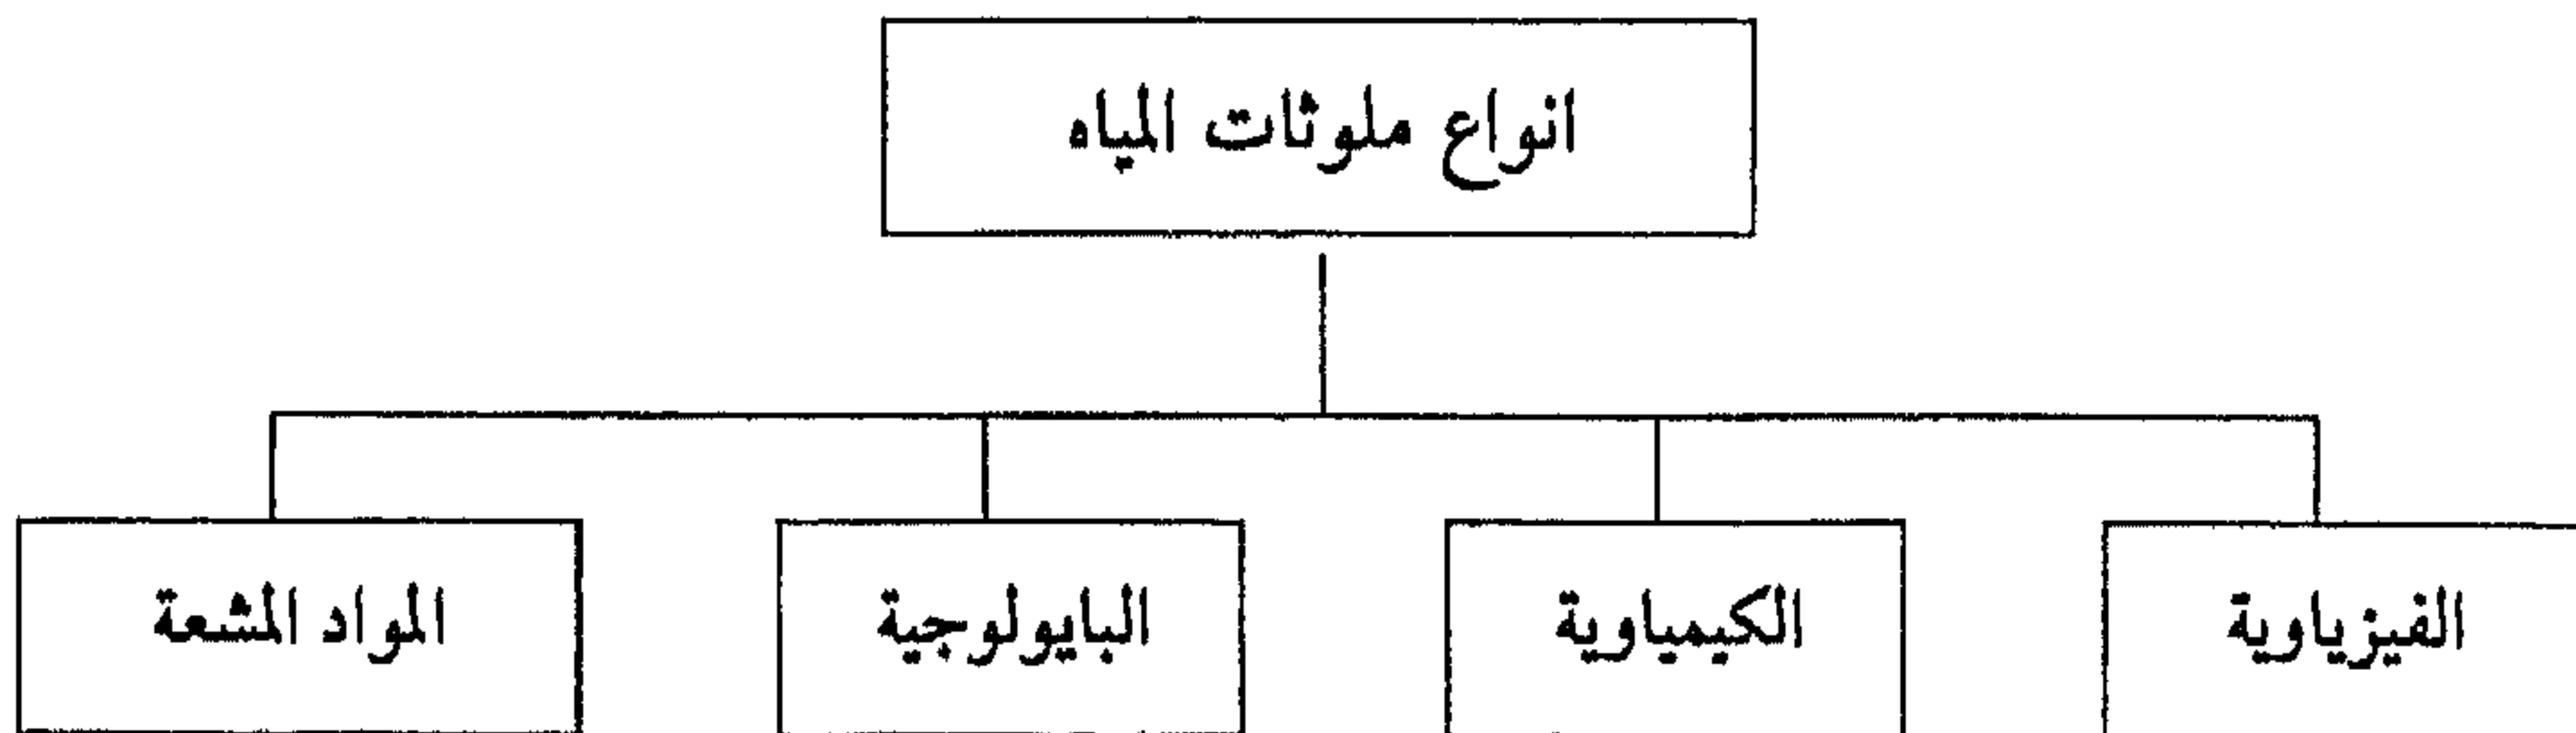 انواع ملوثات المياه
الفيزياوية
الكيمياوية
البايولوجية
المواد المشعة